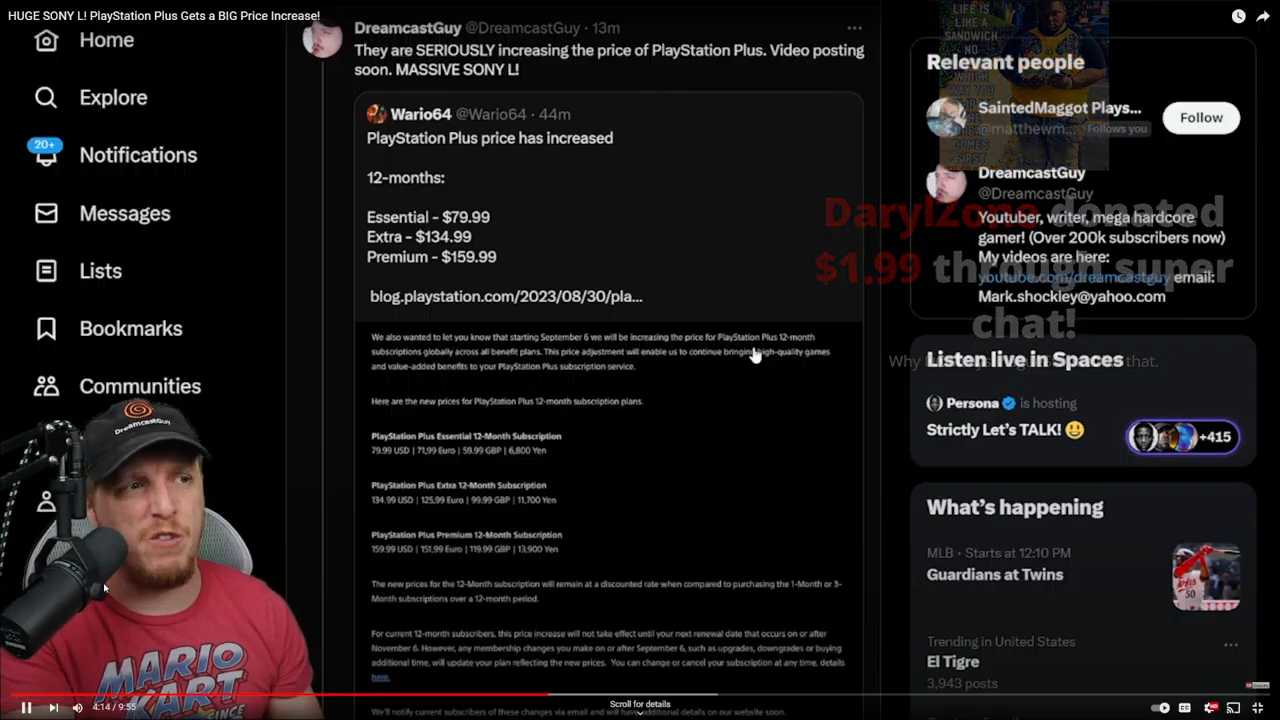 HUGE SONY L! PlayStation Plus Gets a BIG Price Increase!
Home
Explore
20+
Notifications
Messages
Lists
Bookmarks
Communities
DreamcastGuy @DreamcastGuy · 13m
They are SERIOUSLY increasing the price of PlayStation Plus. Video posting
soon. MASSIVE SONY L!
Wario64 @Wario64 · 44m
PlayStation Plus price has increased
12-months:
Essential - $79.99
Extra - $134.99
Premium - $159.99
blog.playstation.com/2023/08/30/pla...
We also wanted to let you know that starting September 6 we will be increasing the price for PlayStation Plus 12-month
subscriptions globally across all benefit plans. This price adjustment will enable us to continue bringing high-quality games
and value-added benefits to your PlayStation Plus subscription service.
Here are the new prices for PlayStation Plus 12-month subscription plans.
PlayStation Plus Essential 12-Month Subscription
79.99 USD | 71,99 Euro | 59.99 GBP | 6,800 Yen
PlayStation Plus Extra 12-Month Subscription
134.99 USD | 125,99 Euro | 99.99 GBP | 11,700 Yen
PlayStation Plus Premium 12-Month Subscription
159.99 USD | 151,99 Euro | 119.99 GBP | 13,900 Yen
The new prices for the 12-Month subscription will remain at a discounted rate when compared to purchasing the 1-Month or 3-
Month subscriptions over a 12-month period.
For current 12-month subscribers, this price increase will not take effect until your next renewal date that occurs on or after
November 6. However, any membership changes you make on or after September 6, such as upgrades, downgrades or buying
additional time, will update your plan reflecting the new prices. You can change or cancel your subscription at any time, details
here.
We'll notify current subscribers of these changes via email and will have additional details on our website soon.
LIFE IS
LIKE A
SANDWICH
NO
WHICH
WAY YOU
COMES
FIRST
Relevant people
SaintedMaggot Plays...
@matthewm... Follows you
Follow
DreamcastGuy
@DreamcastGuy
Youtuber, writer, mega hardcore
gamer! (Over 200k subscribers now)
My videos are here:
youtube.com/dreamcastguy email:
Mark.shockley@yahoo.com
DarylZone donated
$1.99 through super
chat!
Why that.
Listen live in Spaces
Persona is hosting
Strictly Let's TALK!
+415
What's happening
MLB · Starts at 12:10 PM
Guardians at Twins
Trending in United States
El Tigre
3,943 posts
DreamcastGuy
MARIO
KART
SINCE
4:14 / 9:55
Scroll for details